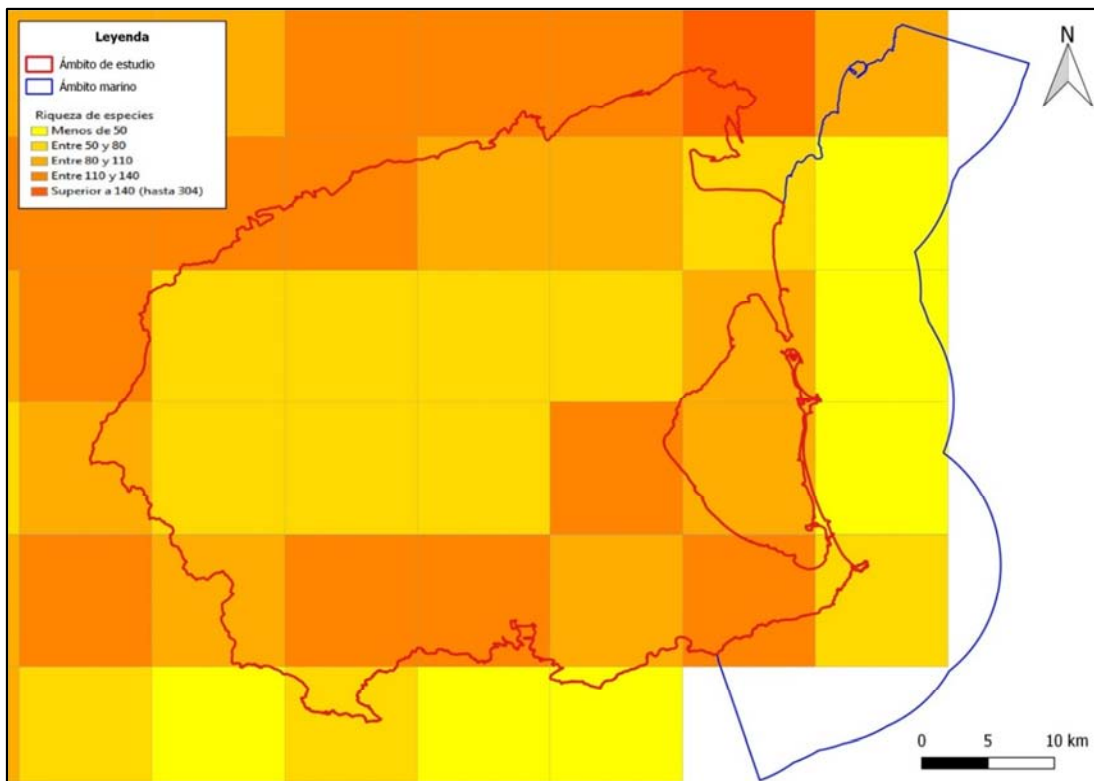 Leyenda
Ámbito de estudio
Ámbito marino
Riqueza de especies
Menos de 50
Entre 50 y 80
Entre 80 y 110
Entre 110 y 140
Superior a 140 (hasta 304)
N
0 5 10 km